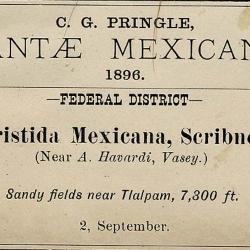 C. G. PRINGLE,
ANTÆ MEXICAN
1896.
—FEDERAL DISTRICT—
ristida Mexicana, Scribne
(Near A. Havardi, Vasey.)
Sandy fields near Tlalpam, 7,300 ft.
2, September.